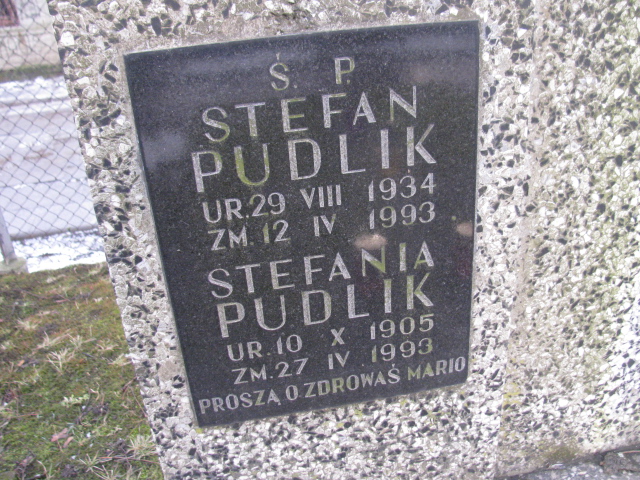 Ś. P.
STEFAN
PUDLIK
UR. 29 VIII 1934
ZM. 12 IV 1993
STEFANIA
PUDLIK
UR. 10 X 1905
ZM. 27 IV 1993
PROSZĄ O ZDROWAŚ MARIO